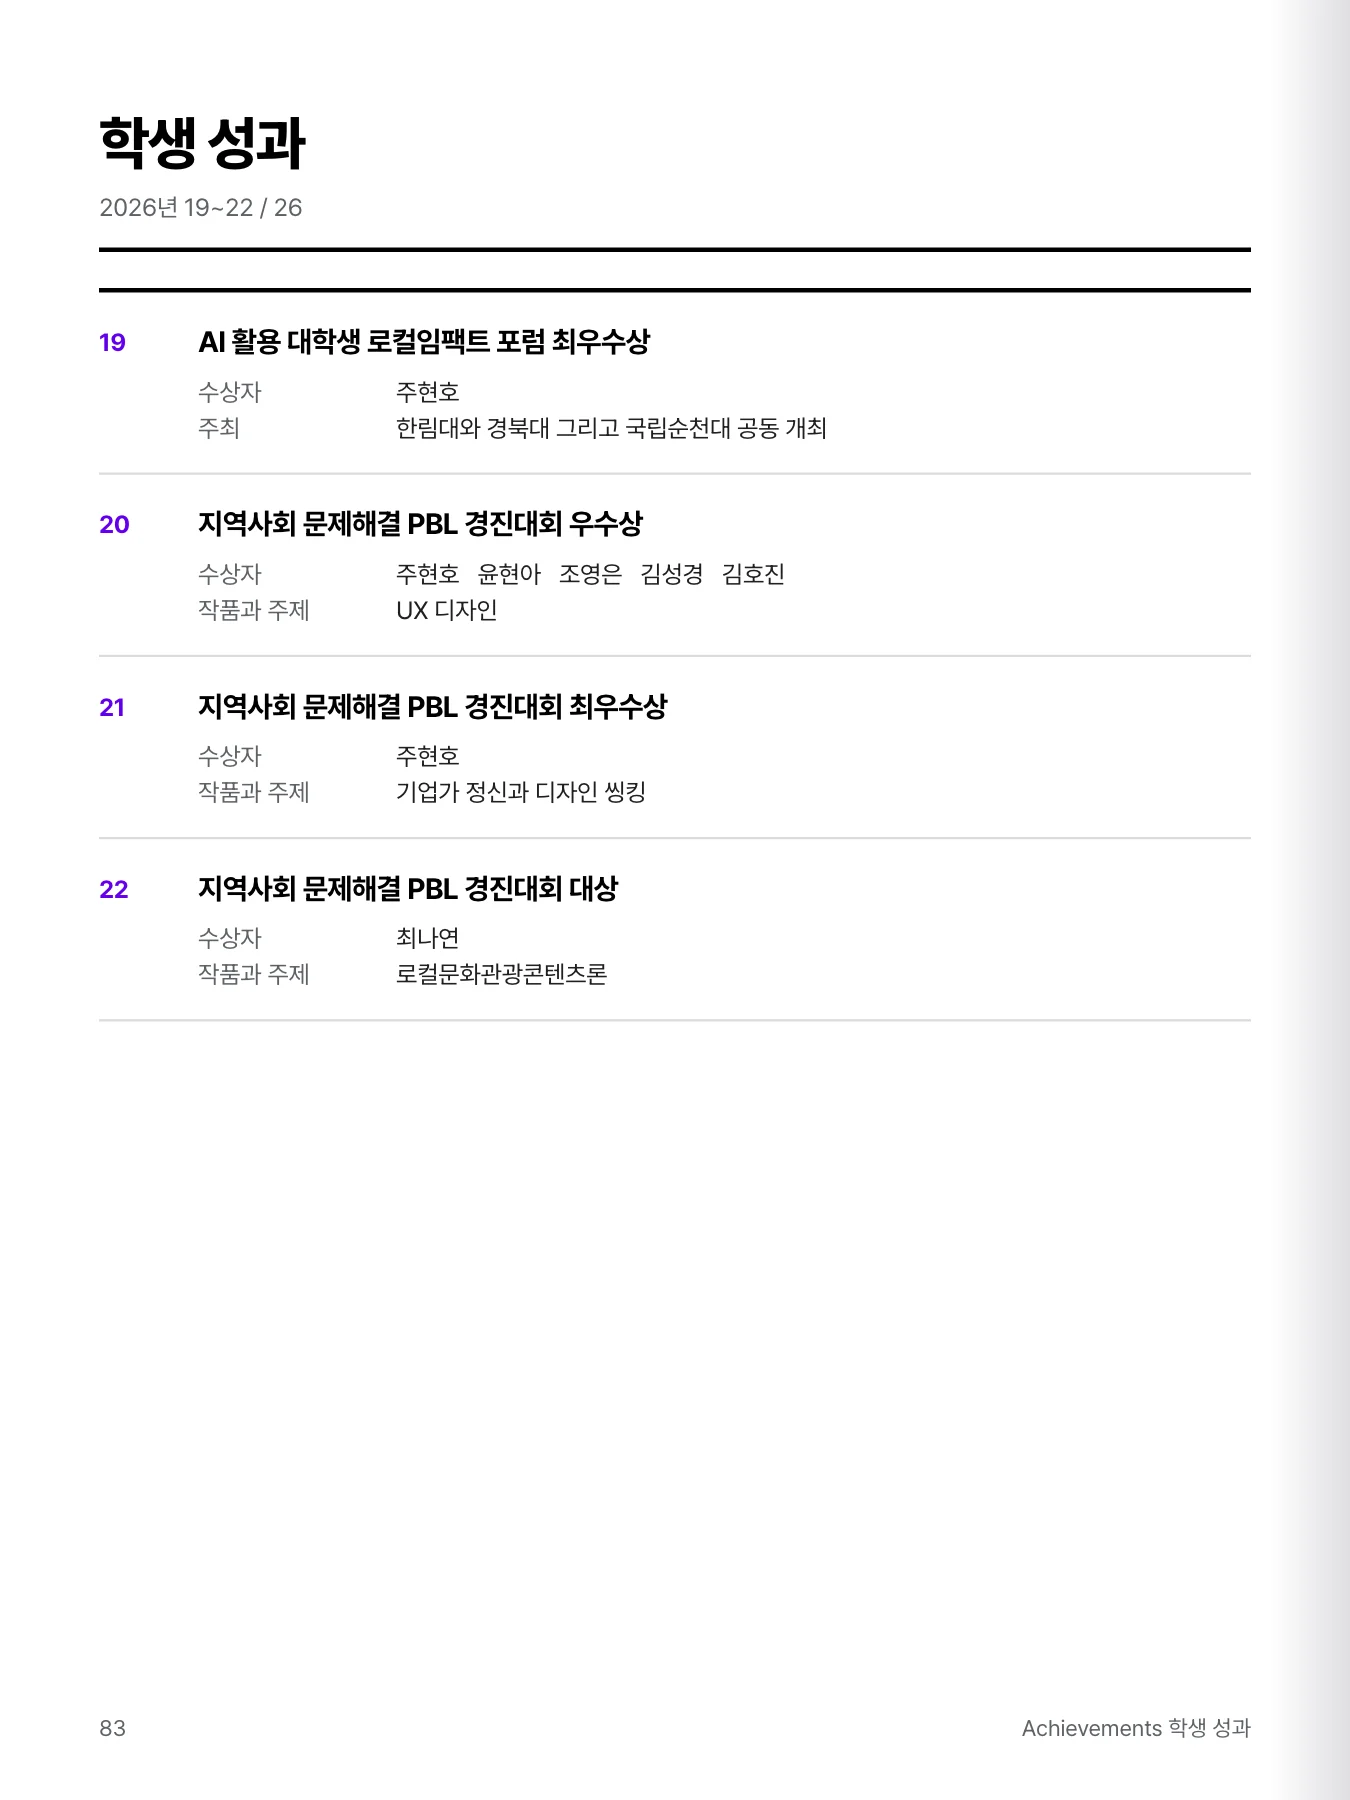 학생 성과
2026년 19~22 / 26
19 AI 활용 대학생 로컬임팩트 포럼 최우수상
수상자 주현호
주최 한림대와 경북대 그리고 국립순천대 공동 개최
20 지역사회 문제해결 PBL 경진대회 우수상
수상자 주현호 윤현아 조영은 김성경 김호진
작품과 주제 UX 디자인
21 지역사회 문제해결 PBL 경진대회 최우수상
수상자 주현호
작품과 주제 기업가 정신과 디자인 씽킹
22 지역사회 문제해결 PBL 경진대회 대상
수상자 최나연
작품과 주제 로컬문화관광콘텐츠론
83 Achievements 학생 성과